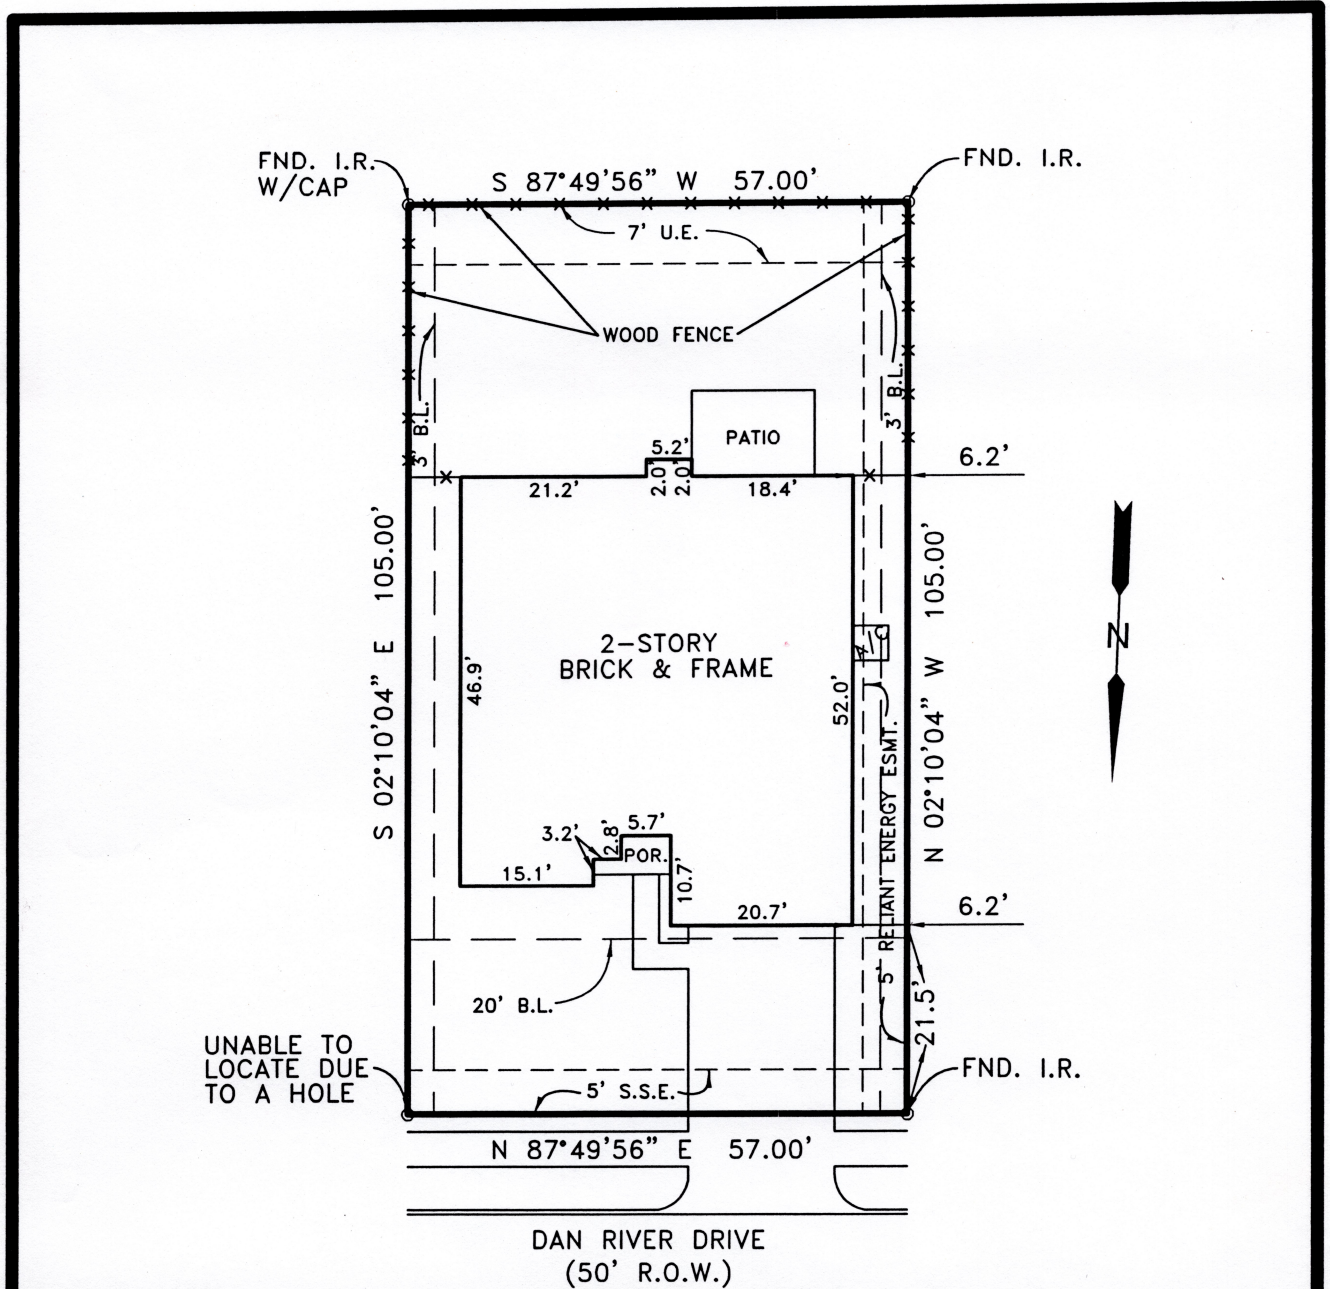 FND. I.R.
W/CAP
S 87°49'56" W 57.00'
FND. I.R.
7' U.E.
WOOD FENCE
3' B.L.
3' B.L.
PATIO
5.2'
2.0'
2.0'
21.2'
18.4'
6.2'
S 02°10'04" E 105.00'
N 02°10'04" W 105.00'
N
2-STORY
BRICK & FRAME
A/C
46.9'
52.0'
5' RELIANT ENERGY ESMT.
3.2'
2.8'
5.7'
POR.
10.7'
15.1'
20.7'
6.2'
20' B.L.
21.5'
UNABLE TO
LOCATE DUE
TO A HOLE
5' S.S.E.
FND. I.R.
N 87°49'56" E 57.00'
DAN RIVER DRIVE
(50' R.O.W.)